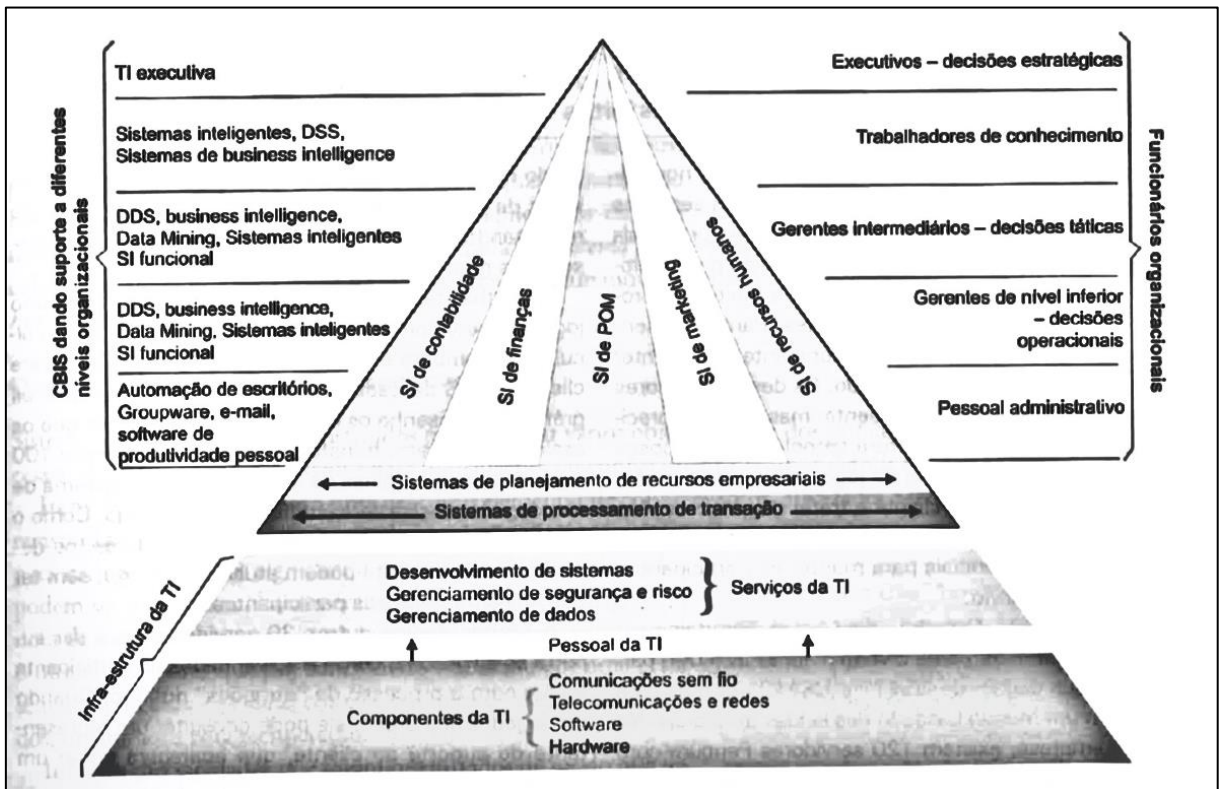 CBIS dando suporte a diferentes
níveis organizacionais
TI executiva
Sistemas inteligentes, DSS,
Sistemas de business intelligence
DDS, business intelligence,
Data Mining, Sistemas inteligentes
SI funcional
DDS, business intelligence,
Data Mining, Sistemas inteligentes
SI funcional
Automação de escritórios,
Groupware, e-mail,
software de
produtividade pessoal
SI de contabilidade
SI de finanças
SI de POM
SI de marketing
SI de recursos humanos
Executivos – decisões estratégicas
Trabalhadores de conhecimento
Gerentes intermediários – decisões táticas
Gerentes de nível inferior
– decisões
operacionais
Pessoal administrativo
Funcionários organizacionais
Sistemas de planejamento de recursos empresariais
Sistemas de processamento de transação
Infra-estrutura da TI
Desenvolvimento de sistemas
Gerenciamento de segurança e risco
Gerenciamento de dados
Serviços da TI
Pessoal da TI
Componentes da TI
Comunicações sem fio
Telecomunicações e redes
Software
Hardware